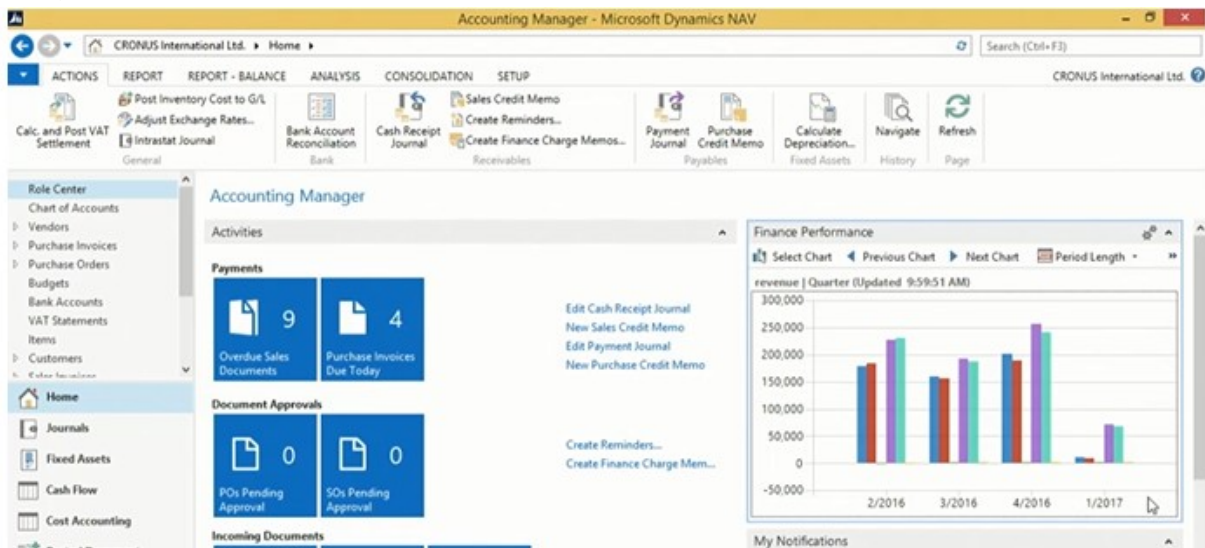 Accounting Manager - Microsoft Dynamics NAV
CRONUS International Ltd. Home
Search (Ctrl+F3)
ACTIONS REPORT REPORT - BALANCE ANALYSIS CONSOLIDATION SETUP
CRONUS International Ltd.
Calc. and Post VAT
Settlement
Post Inventory Cost to G/L
Adjust Exchange Rates...
Intrastat Journal
General
Bank Account
Reconciliation
Bank
Cash Receipt
Journal
Sales Credit Memo
Create Reminders...
Create Finance Charge Memos...
Receivables
Payment
Journal
Purchase
Credit Memo
Payables
Calculate
Depreciation...
Fixed Assets
Navigate
History
Refresh
Page
Role Center
Chart of Accounts
Vendors
Purchase Invoices
Purchase Orders
Budgets
Bank Accounts
VAT Statements
Items
Customers
Sales Invoices
Home
Journals
Fixed Assets
Cash Flow
Cost Accounting
Accounting Manager
Activities
Payments
9
Overdue Sales
Documents
4
Purchase Invoices
Due Today
Edit Cash Receipt Journal
New Sales Credit Memo
Edit Payment Journal
New Purchase Credit Memo
Document Approvals
0
POs Pending
Approval
0
SOs Pending
Approval
Create Reminders...
Create Finance Charge Mem...
Incoming Documents
Finance Performance
Select Chart Previous Chart Next Chart Period Length
revenue | Quarter (Updated 9:59:51 AM)
300,000
250,000
200,000
150,000
100,000
50,000
0
-50,000
2/2016 3/2016 4/2016 1/2017
My Notifications